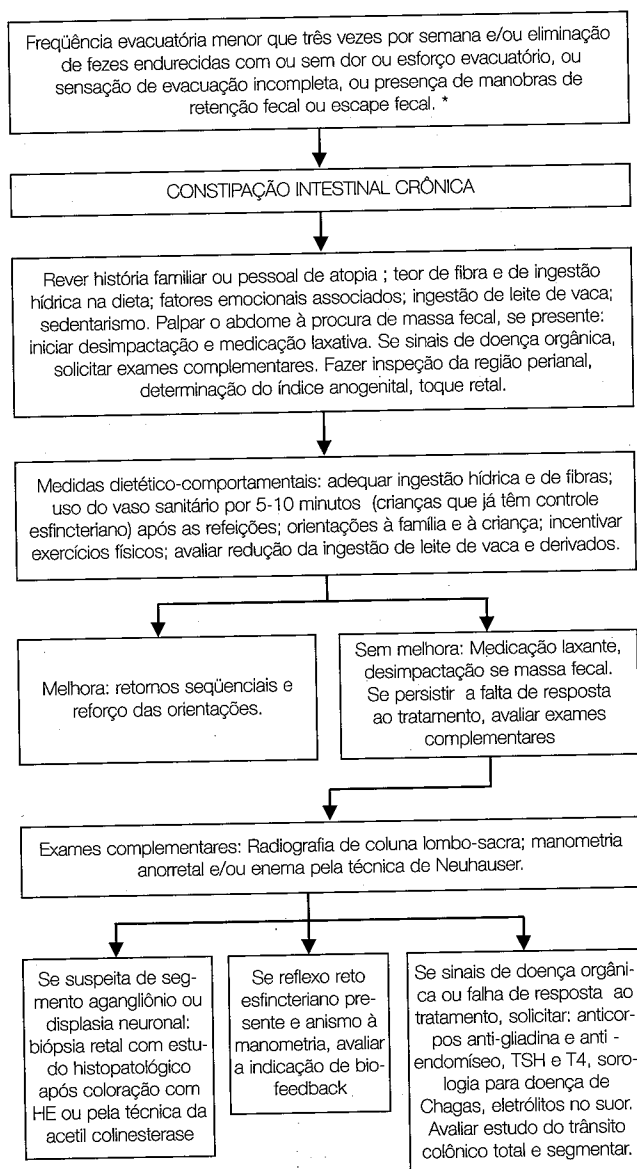 Freqüência evacuatória menor que três vezes por semana e/ou eliminação
de fezes endurecidas com ou sem dor ou esforço evacuatório, ou
sensação de evacuação incompleta, ou presença de manobras de
retenção fecal ou escape fecal. *
CONSTIPAÇÃO INTESTINAL CRÔNICA
Rever história familiar ou pessoal de atopia ; teor de fibra e de ingestão
hídrica na dieta; fatores emocionais associados; ingestão de leite de vaca;
sedentarismo. Palpar o abdome à procura de massa fecal, se presente:
iniciar desimpactação e medicação laxativa. Se sinais de doença orgânica,
solicitar exames complementares. Fazer inspeção da região perianal,
determinação do índice anogenital, toque retal.
Medidas dietético-comportamentais: adequar ingestão hídrica e de fibras;
uso do vaso sanitário por 5-10 minutos (crianças que já têm controle
esfincteriano) após as refeições; orientações à família e à criança; incentivar
exercícios físicos; avaliar redução da ingestão de leite de vaca e derivados.
Melhora: retornos seqüenciais e
reforço das orientações.
Sem melhora: Medicação laxante,
desimpactação se massa fecal.
Se persistir a falta de resposta
ao tratamento, avaliar exames
complementares
Exames complementares: Radiografia de coluna lombo-sacra; manometria
anorretal e/ou enema pela técnica de Neuhauser.
Se suspeita de seg-
mento agangliônio ou
displasia neuronal:
biópsia retal com estu-
do histopatológico
após coloração com
HE ou pela técnica da
acetil colinesterase
Se reflexo reto
esfincteriano pre-
sente e anismo à
manometria, avaliar
a indicação de bio-
feedback
Se sinais de doença orgâni-
ca ou falha de resposta ao
tratamento, solicitar: anticor-
pos anti-gliadina e anti -
endomíseo, TSH e T4, soro-
logia para doença de
Chagas, eletrólitos no suor.
Avaliar estudo do trânsito
colônico total e segmentar.